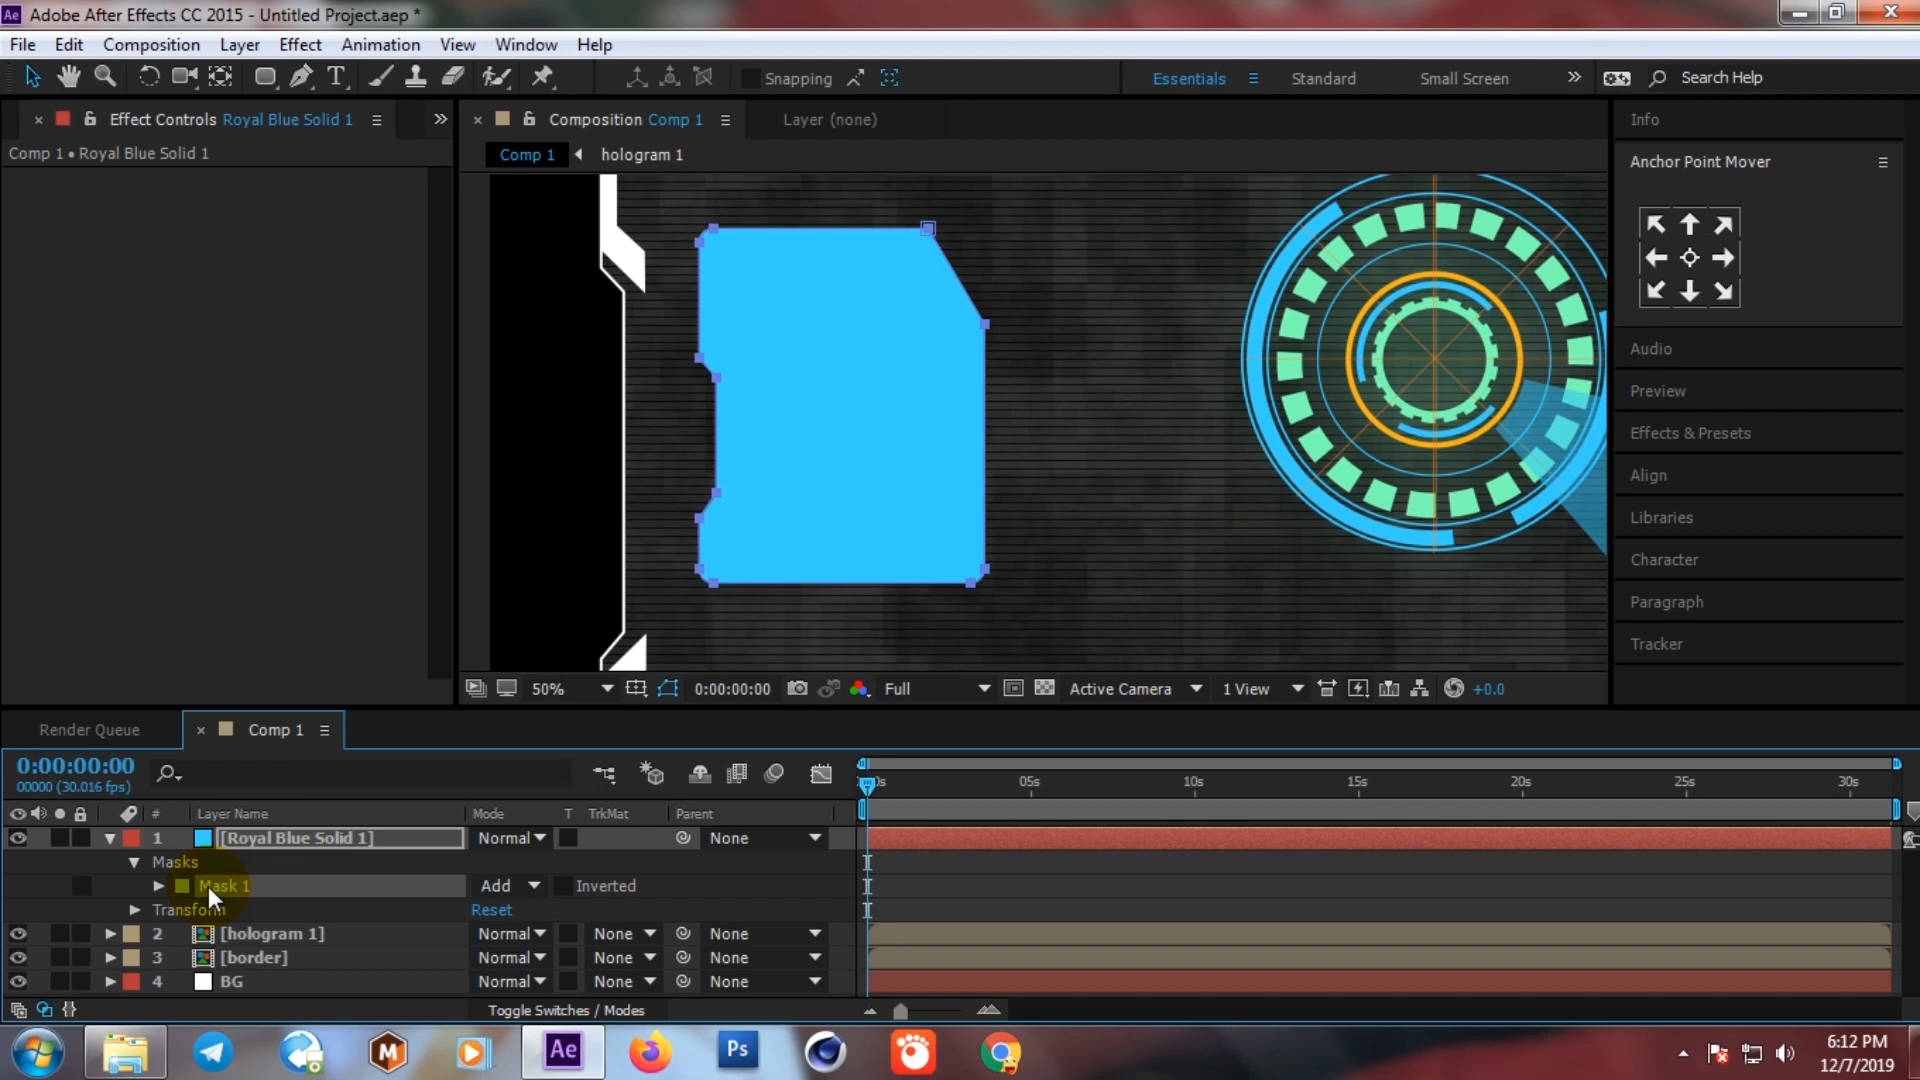 Ae Adobe After Effects CC 2015 - Untitled Project.aep *
File Edit Composition Layer Effect Animation View Window Help
T Snapping Essentials Standard Small Screen Search Help
Effect Controls Royal Blue Solid 1
Composition Comp 1
Layer (none)
Info
Comp 1 • Royal Blue Solid 1
Comp 1 hologram 1
Anchor Point Mover
Audio
Preview
Effects & Presets
Align
Libraries
Character
Paragraph
Tracker
50% 0:00:00:00 Full Active Camera 1 View +0.0
Render Queue Comp 1
0:00:00:00
00000 (30.016 fps)
05s 10s 15s 20s 25s 30s
# Layer Name Mode T TrkMat Parent
1 [Royal Blue Solid 1] Normal None
Masks
Mask 1 Add Inverted
Transform Reset
2 [hologram 1] Normal None None
3 [border] Normal None None
4 BG Normal None None
Toggle Switches / Modes
Ae Ps
6:12 PM
12/7/2019